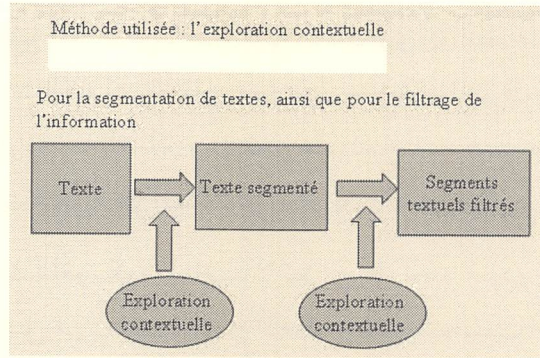 Méthode utilisée : l'exploration contextuelle
Pour la segmentation de textes, ainsi que pour le filtrage de
l'information
Texte
Texte segmenté
Segments
textuels filtrés
Exploration
contextuelle
Exploration
contextuelle